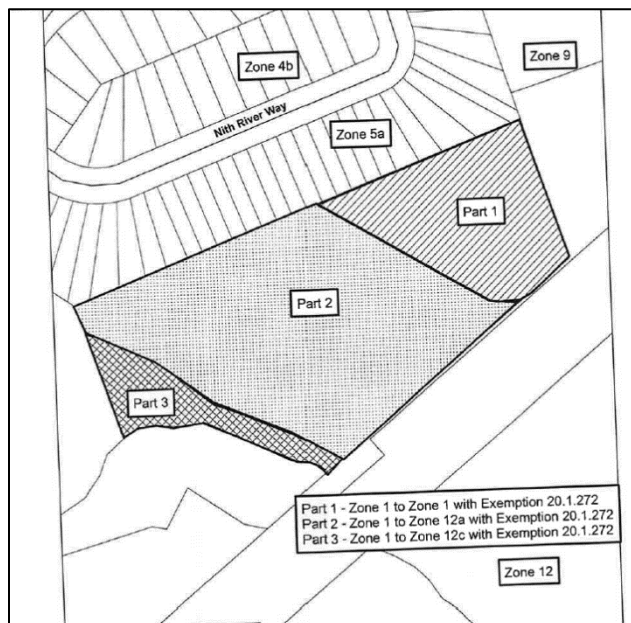 Zone 4b
Zone 9
Nith River Way
Zone 5a
Part 1
Part 2
Part 3
Part 1 - Zone 1 to Zone 1 with Exemption 20.1.272
Part 2 - Zone 1 to Zone 12a with Exemption 20.1.272
Part 3 - Zone 1 to Zone 12c with Exemption 20.1.272
Zone 12